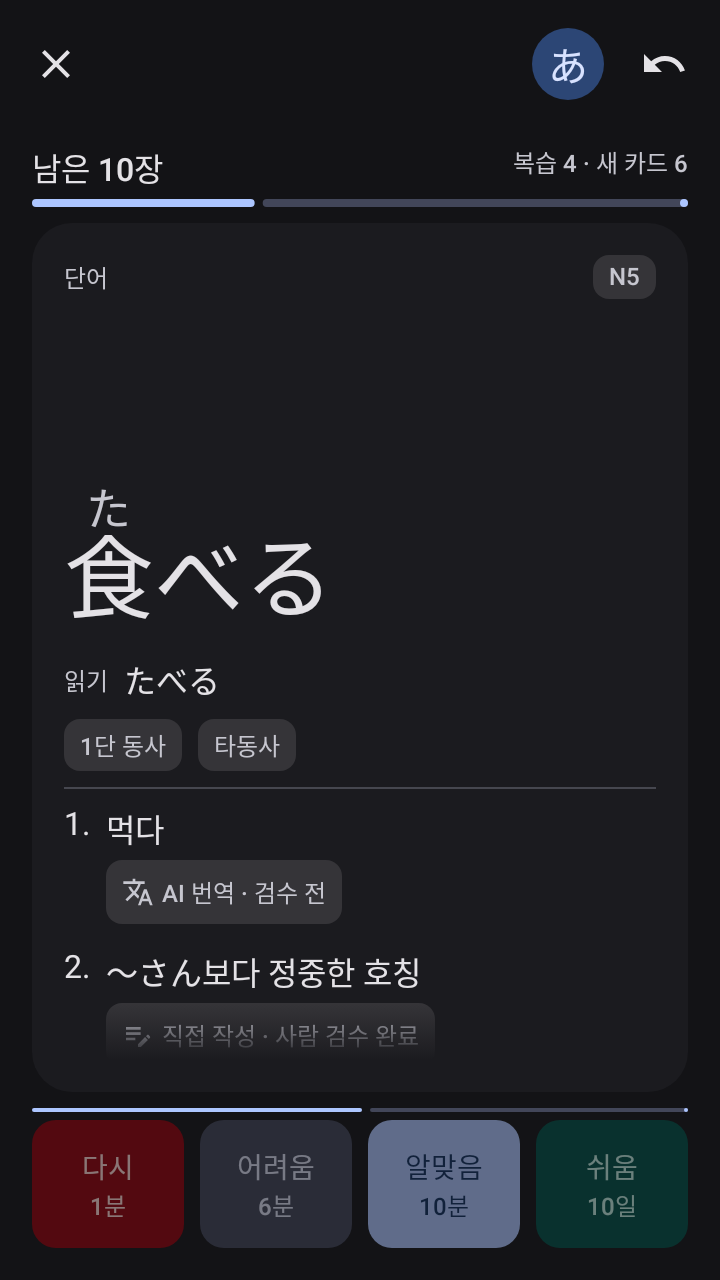 あ
남은 10장
복습 4 · 새 카드 6
단어
N5
た
食べる
읽기 たべる
1단 동사
타동사
1. 먹다
AI 번역 · 검수 전
2. ～さん보다 정중한 호칭
직접 작성 · 사람 검수 완료
다시
1분
어려움
6분
알맞음
10분
쉬움
10일